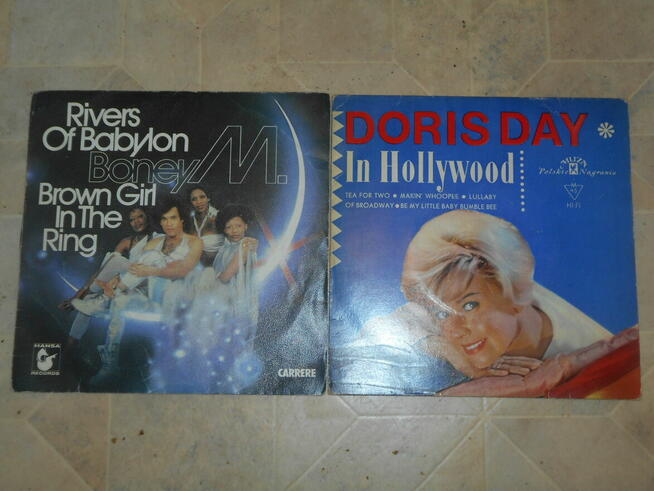 Rivers
Of Babylon
Boney M.
Brown Girl
In The
Ring
HANSA
RECORDS
CARRERE
DORIS DAY
In Hollywood
TEA FOR TWO ● MAKIN' WHOOPEE ● LULLABY
OF BROADWAY ● BE MY LITTLE BABY BUMBLE BEE
MUZA
Polskie Nagrania
HI-FI